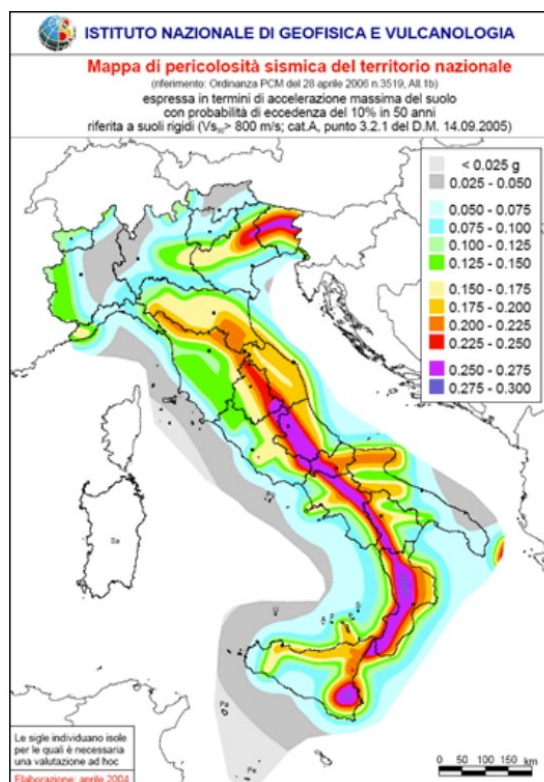 ISTITUTO NAZIONALE DI GEOFISICA E VULCANOLOGIA
Mappa di pericolosità sismica del territorio nazionale
(riferimento: Ordinanza PCM del 28 aprile 2006 n.3519, All.1b)
espressa in termini di accelerazione massima del suolo
con probabilità di eccedenza del 10% in 50 anni
riferita a suoli rigidi (Vs₃₀> 800 m/s; cat.A, punto 3.2.1 del D.M. 14.09.2005)
< 0.025 g
0.025 - 0.050
0.050 - 0.075
0.075 - 0.100
0.100 - 0.125
0.125 - 0.150
0.150 - 0.175
0.175 - 0.200
0.200 - 0.225
0.225 - 0.250
0.250 - 0.275
0.275 - 0.300
Sa
U
Pa
Pe
Le sigle individuano isole
per le quali è necessaria
una valutazione ad hoc
Elaborazione: aprile 2004
0 50 100 150 km